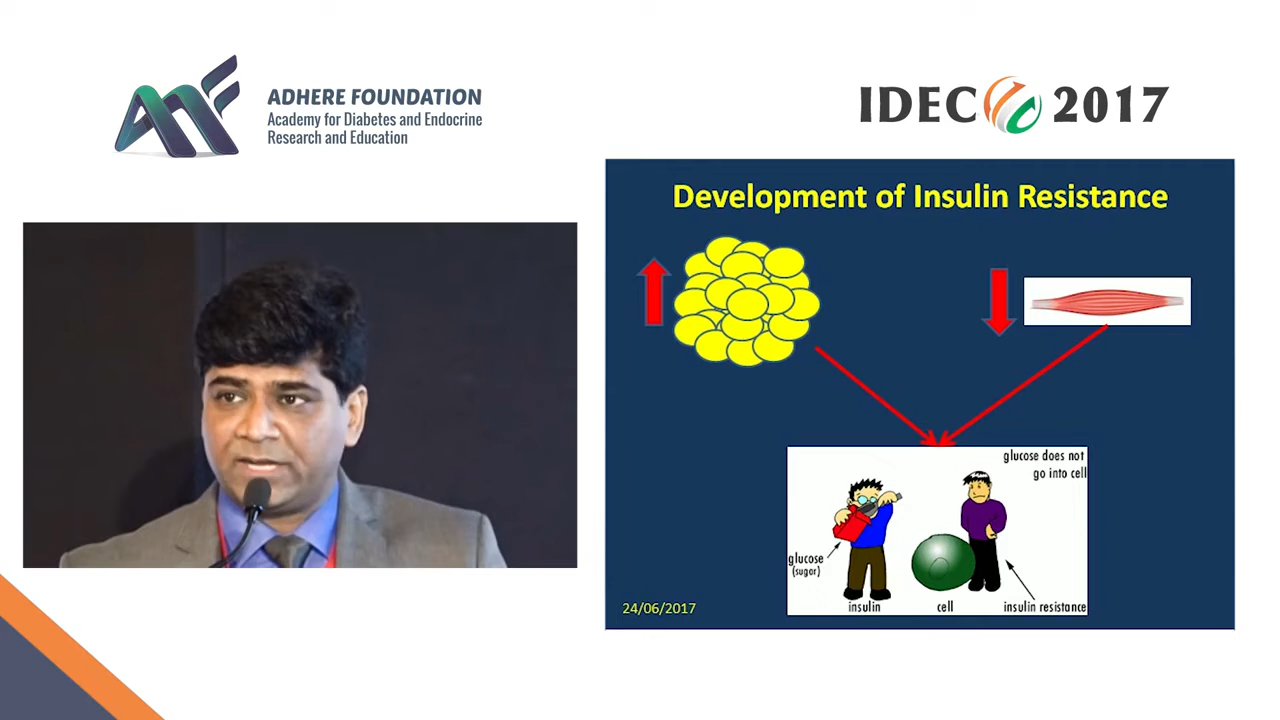 ADHERE FOUNDATION
Academy for Diabetes and Endocrine
Research and Education
IDEC 2017
Development of Insulin Resistance
glucose does not
go into cell
glucose
(sugar)
insulin
cell
insulin resistance
24/06/2017